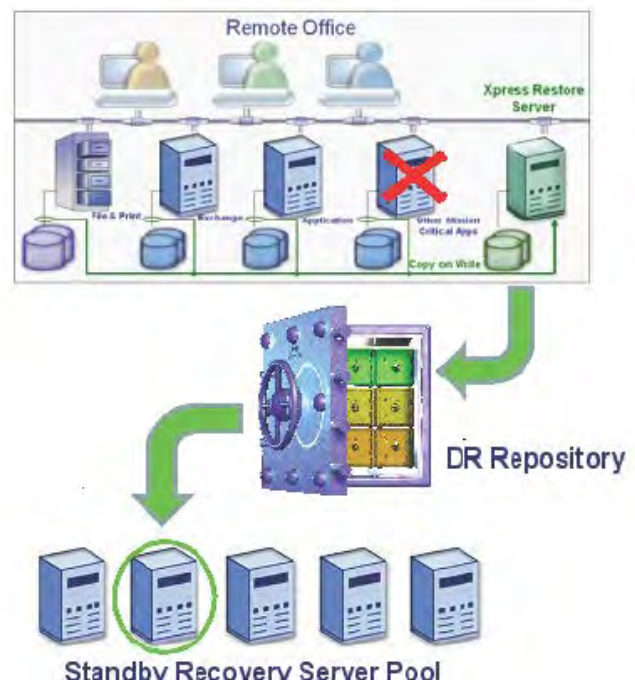 Remote Office
Xpress Restore
Server
File & Print
Exchange
Application
Other Mission
Critical Apps
Copy on Write
DR Repository
Standby Recovery Server Pool